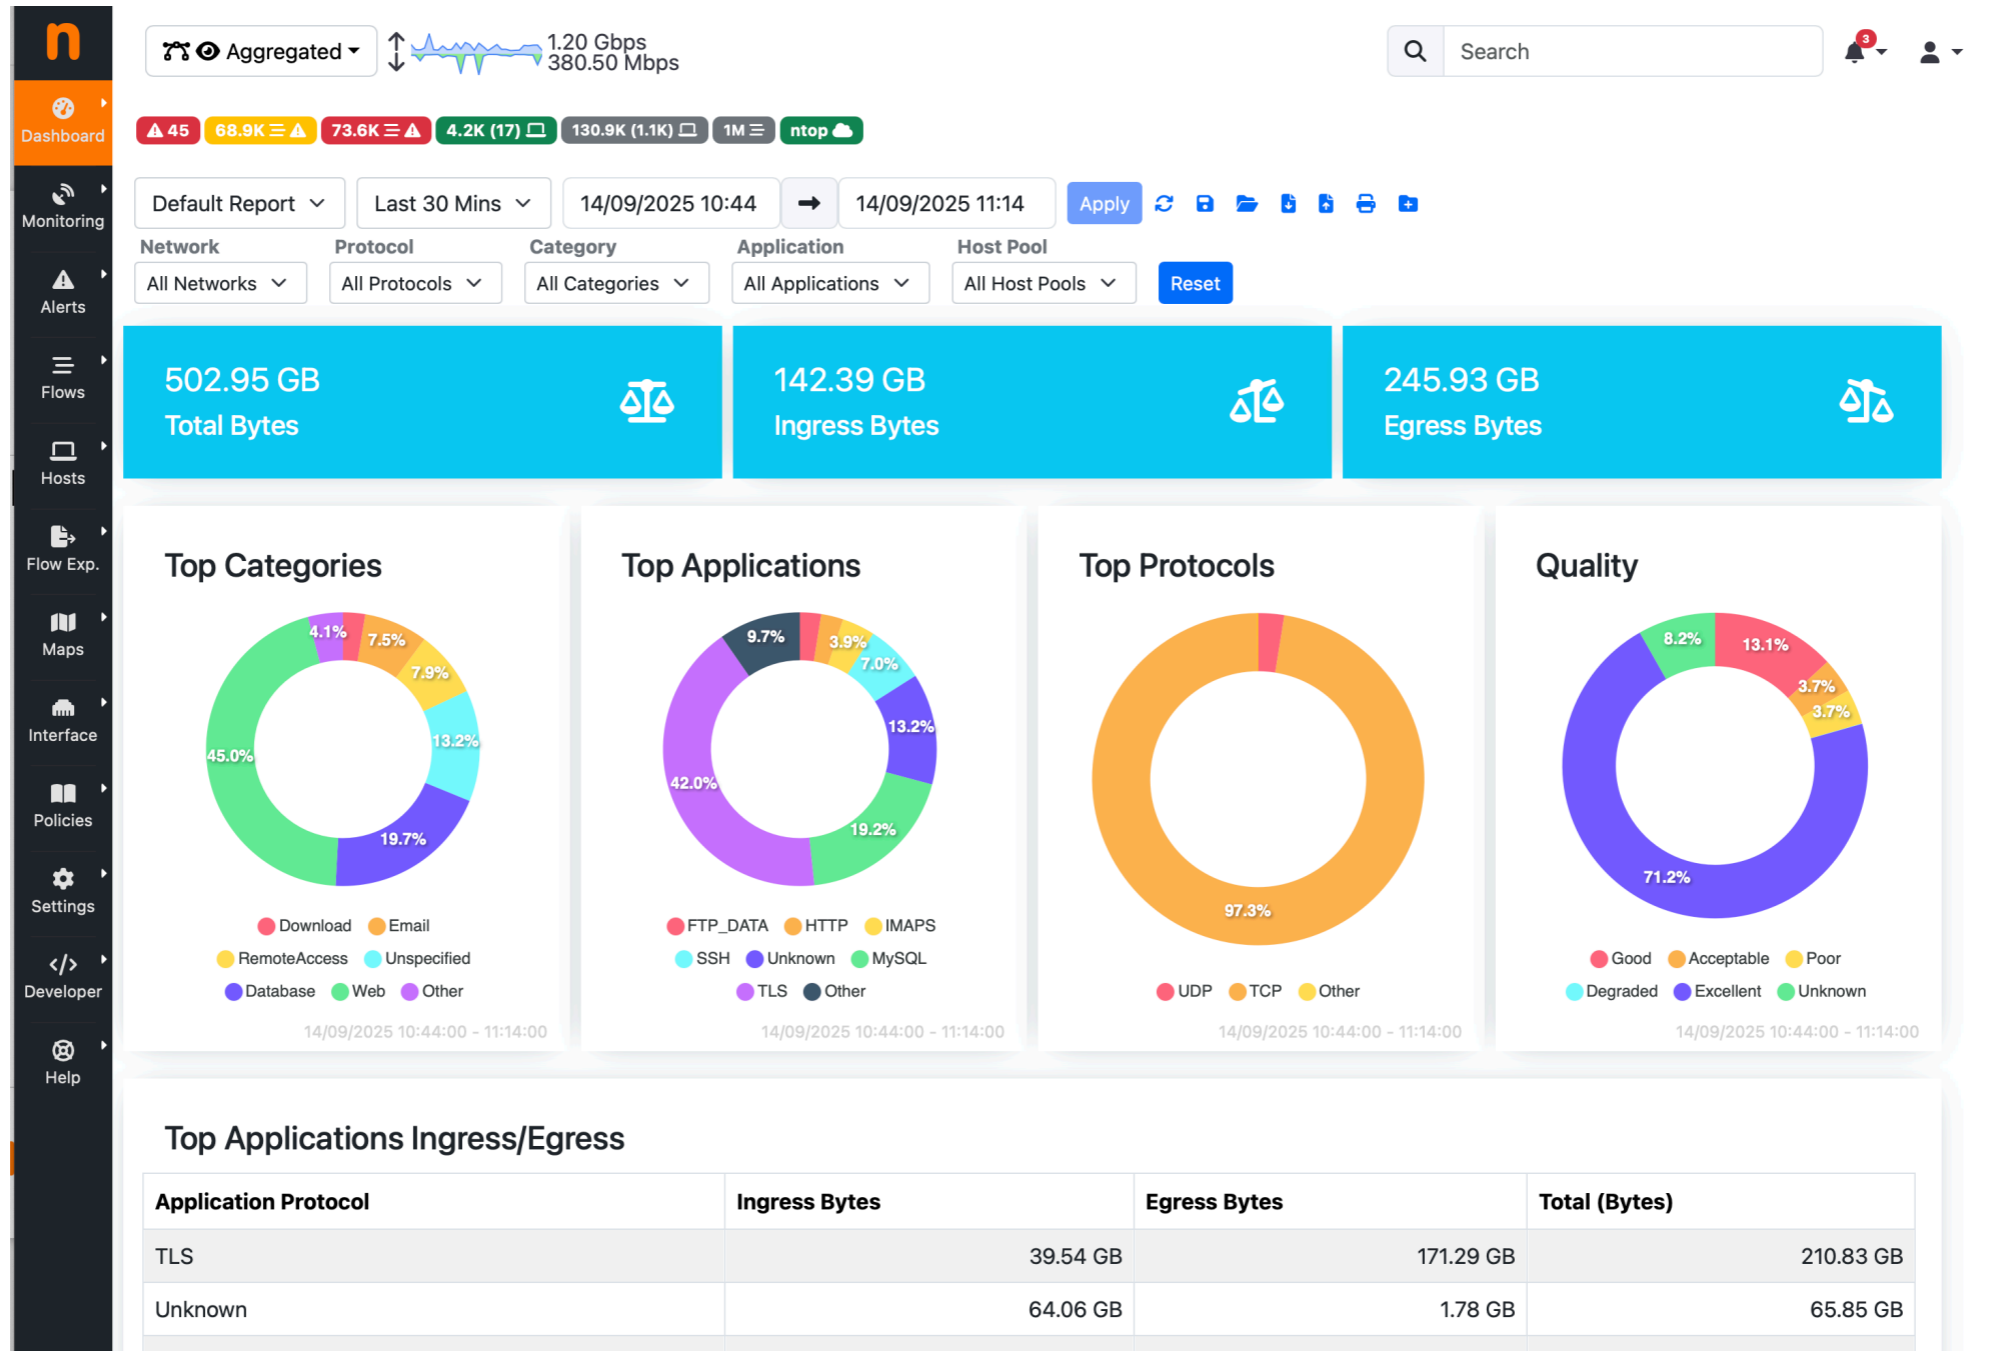 n
Aggregated
1.20 Gbps
380.50 Mbps
Search
3
45
68.9K
73.6K
4.2K (17)
130.9K (1.1K)
1M
ntop
Dashboard
Monitoring
Alerts
Flows
Hosts
Flow Exp.
Maps
Interface
Policies
Settings
Developer
Help
Default Report
Last 30 Mins
14/09/2025 10:44
14/09/2025 11:14
Apply
Network
Protocol
Category
Application
Host Pool
All Networks
All Protocols
All Categories
All Applications
All Host Pools
Reset
502.95 GB
Total Bytes
142.39 GB
Ingress Bytes
245.93 GB
Egress Bytes
Top Categories
4.1%
7.5%
7.9%
13.2%
45.0%
19.7%
Download Email
RemoteAccess Unspecified
Database Web Other
14/09/2025 10:44:00 - 11:14:00
Top Applications
9.7%
3.9%
7.0%
13.2%
42.0%
19.2%
FTP_DATA HTTP IMAPS
SSH Unknown MySQL
TLS Other
14/09/2025 10:44:00 - 11:14:00
Top Protocols
97.3%
UDP TCP Other
14/09/2025 10:44:00 - 11:14:00
Quality
8.2%
13.1%
3.7%
3.7%
71.2%
Good Acceptable Poor
Degraded Excellent Unknown
14/09/2025 10:44:00 - 11:14:00
Top Applications Ingress/Egress
Application Protocol Ingress Bytes Egress Bytes Total (Bytes)
TLS 39.54 GB 171.29 GB 210.83 GB
Unknown 64.06 GB 1.78 GB 65.85 GB